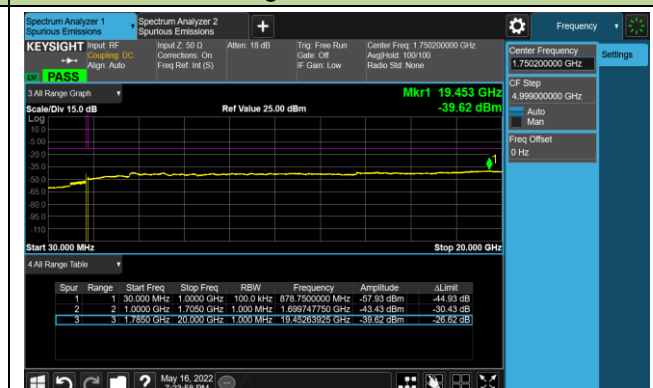 Spectrum Analyzer 1
Spurious Emissions
Spectrum Analyzer 2
Spurious Emissions
+
Frequency
KEYSIGHT
Input: RF
Coupling: DC
Align: Auto
Input Z: 50 Ω
Corrections: On
Freq Ref: Int (S)
Atten: 18 dB
Trig: Free Run
Gate: Off
IF Gain: Low
Center Freq: 1.750200000 GHz
Avg|Hold: 100/100
Radio Std: None
PASS
Center Frequency
1.750200000 GHz
Settings
CF Step
4.999000000 GHz
Auto
Man
Freq Offset
0 Hz
3 All Range Graph
Mkr1 19.453 GHz
-39.62 dBm
Scale/Div 15.0 dB
Ref Value 25.00 dBm
Log
10.0
-5.00
-20.0
-35.0
-50.0
-65.0
-80.0
-95.0
-110
1
Start 30.000 MHz
Stop 20.000 GHz
4 All Range Table
Spur Range Start Freq Stop Freq RBW Frequency Amplitude ΔLimit
1 1 30.000 MHz 1.0000 GHz 100.0 kHz 878.7500000 MHz -57.93 dBm -44.93 dB
2 2 1.0000 GHz 1.7050 GHz 1.000 MHz 1.699747750 GHz -43.43 dBm -30.43 dB
3 3 1.7850 GHz 20.000 GHz 1.000 MHz 19.45263925 GHz -39.62 dBm -26.62 dB
?
May 16, 2022